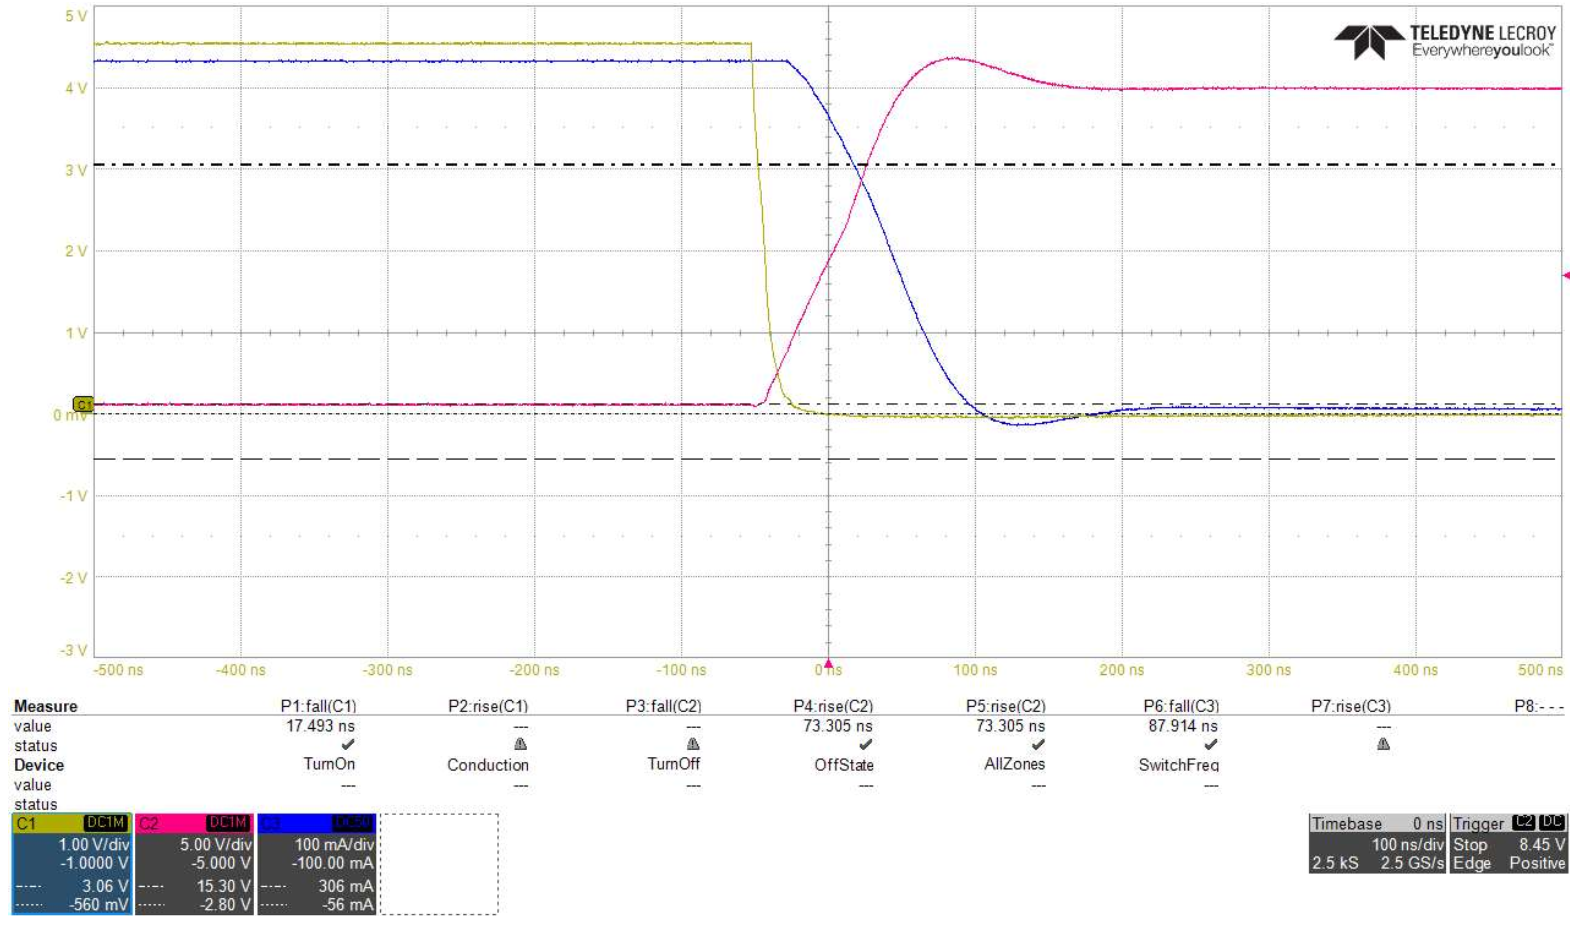 5 V
TELEDYNE LECROY
Everywhereyoulook™
4 V
3 V
2 V
1 V
C1
0 mV
-1 V
-2 V
-3 V
-500 ns -400 ns -300 ns -200 ns -100 ns 0 ns 100 ns 200 ns 300 ns 400 ns 500 ns
Measure P1:fall(C1) P2:rise(C1) P3:fall(C2) P4:rise(C2) P5:rise(C2) P6:fall(C3) P7:rise(C3) P8:- - -
value 17.493 ns --- --- 73.305 ns 73.305 ns 87.914 ns ---
status
Device TurnOn Conduction TurnOff OffState AllZones SwitchFreq
value --- --- --- --- --- ---
status
C1 DC1M C2 DC1M C3 DC50 Timebase 0 ns Trigger C2 DC
1.00 V/div 5.00 V/div 100 mA/div 100 ns/div Stop 8.45 V
-1.0000 V -5.000 V -100.00 mA 2.5 kS 2.5 GS/s Edge Positive
3.06 V 15.30 V 306 mA
-560 mV -2.80 V -56 mA